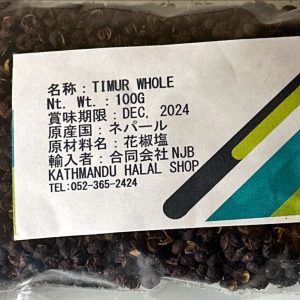 名称：TIMUR WHOLE
Nt. Wt. : 100G
賞味期限：DEC, 2024
原産国：ネパール
原材料名：花椒塩
輸入者：合同会社 NJB
KATHMANDU HALAL SHOP
TEL:052-365-2424